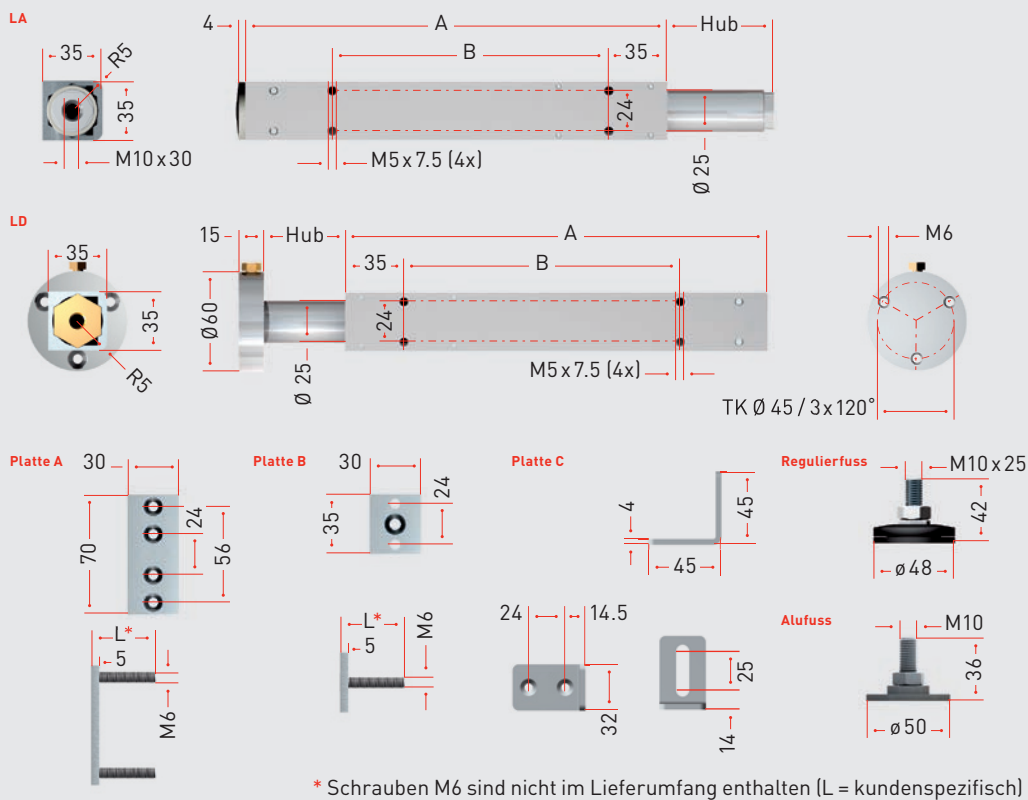 LA
4
A
Hub
35
R5
B
35
35
24
M10 x 30
M5 x 7.5 (4x)
Ø 25
LD
15
Hub
A
M6
35
35
B
Ø60
35
24
R5
Ø 25
M5 x 7.5 (4x)
TK Ø 45 / 3 x 120°
Platte A
30
Platte B
30
Platte C
Regulierfuss
M10 x 25
24
70
24
56
35
4
45
45
42
ø 48
L*
5
M6
L*
5
M6
24
14.5
32
25
14
Alufuss
M10
36
ø 50
* Schrauben M6 sind nicht im Lieferumfang enthalten (L = kundenspezifisch)